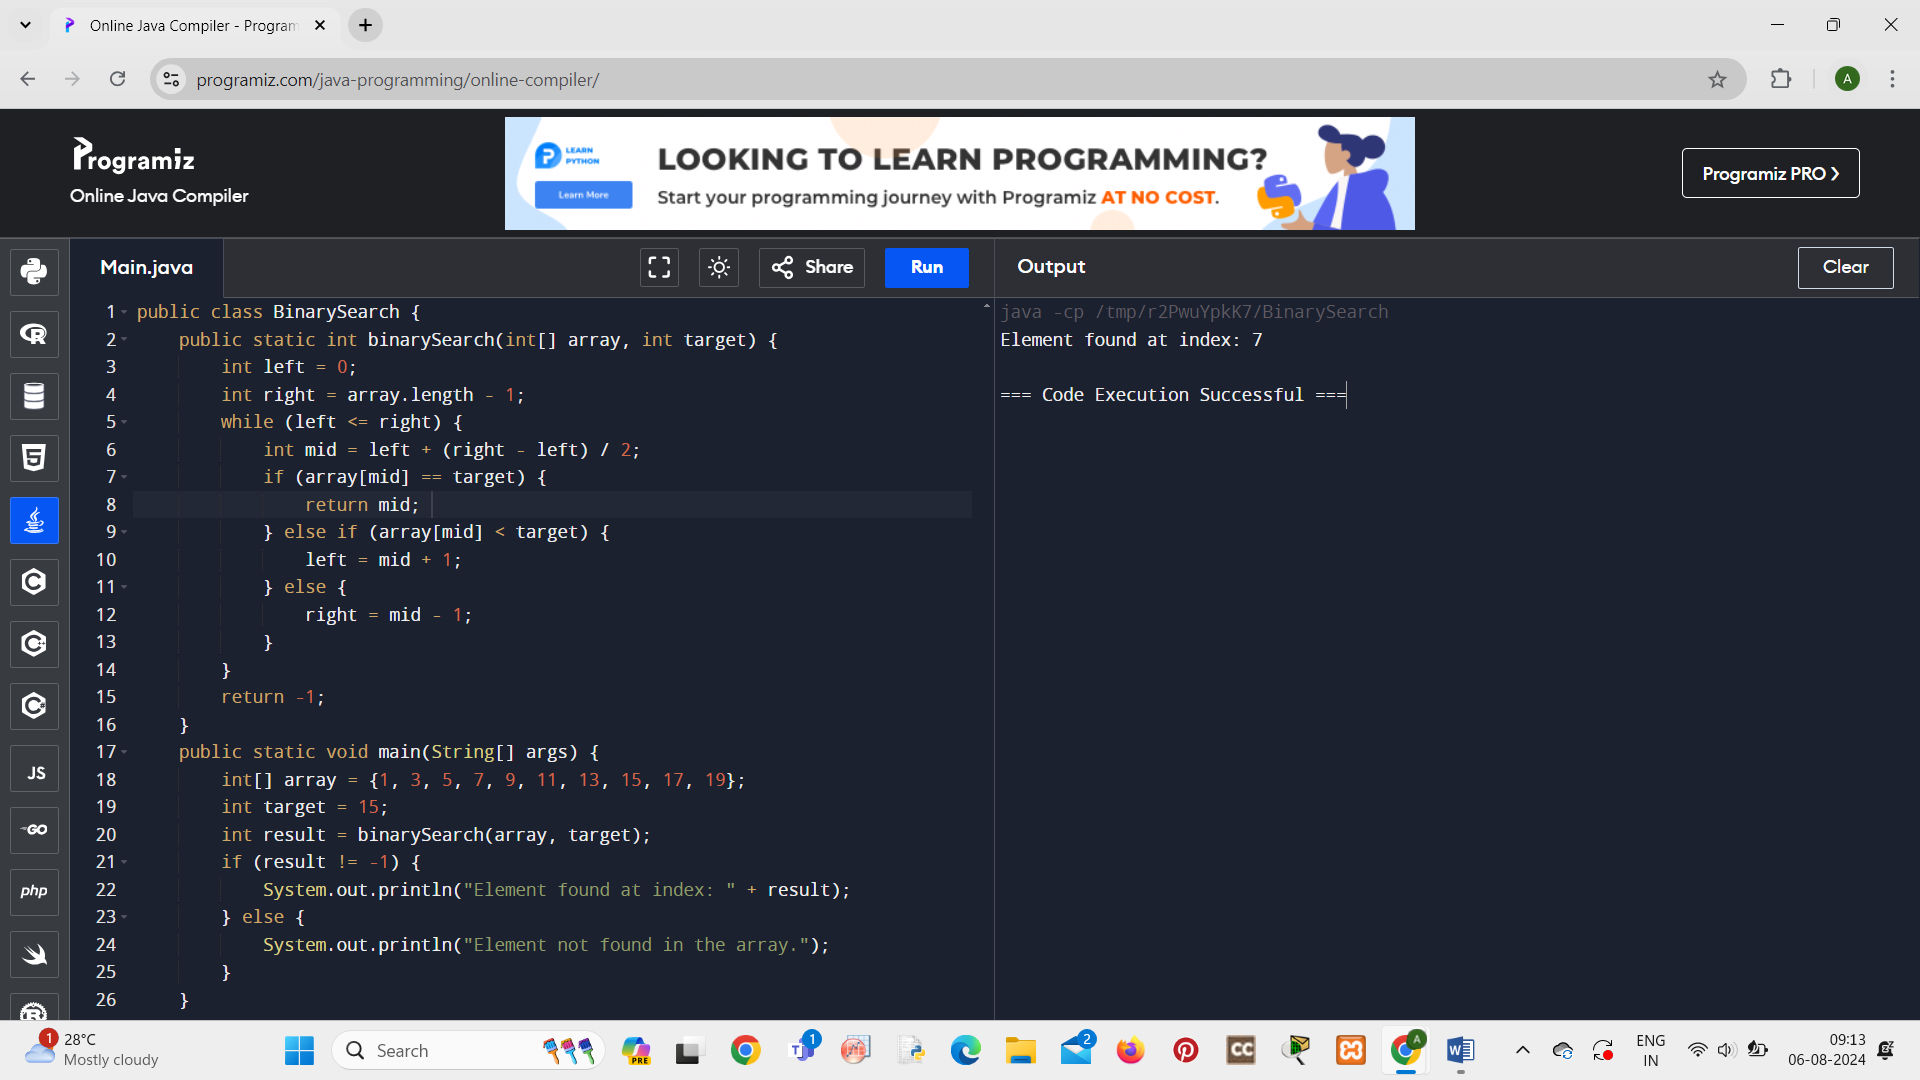 Online Java Compiler - Program
programiz.com/java-programming/online-compiler/
A
Programiz
Online Java Compiler
LEARN
PYTHON
Learn More
LOOKING TO LEARN PROGRAMMING?
Start your programming journey with Programiz AT NO COST.
Programiz PRO
Main.java
Share
Run
Output
Clear
1 public class BinarySearch {
2 public static int binarySearch(int[] array, int target) {
3 int left = 0;
4 int right = array.length - 1;
5 while (left <= right) {
6 int mid = left + (right - left) / 2;
7 if (array[mid] == target) {
8 return mid;
9 } else if (array[mid] < target) {
10 left = mid + 1;
11 } else {
12 right = mid - 1;
13 }
14 }
15 return -1;
16 }
17 public static void main(String[] args) {
18 int[] array = {1, 3, 5, 7, 9, 11, 13, 15, 17, 19};
19 int target = 15;
20 int result = binarySearch(array, target);
21 if (result != -1) {
22 System.out.println("Element found at index: " + result);
23 } else {
24 System.out.println("Element not found in the array.");
25 }
26 }
java -cp /tmp/r2PwuYpkK7/BinarySearch
Element found at index: 7
=== Code Execution Successful ===
JS
GO
php
1
28°C
Mostly cloudy
Search
PRE
1
2
CC
A
ENG
IN
09:13
06-08-2024